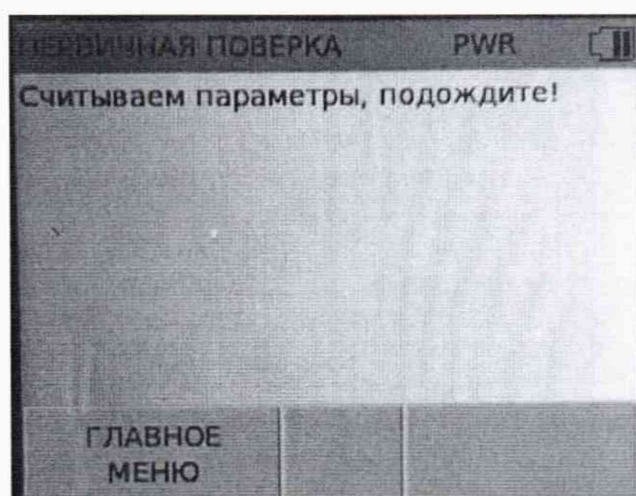 ПЕРВИЧНАЯ ПОВЕРКА PWR
Считываем параметры, подождите!
ГЛАВНОЕ
МЕНЮ